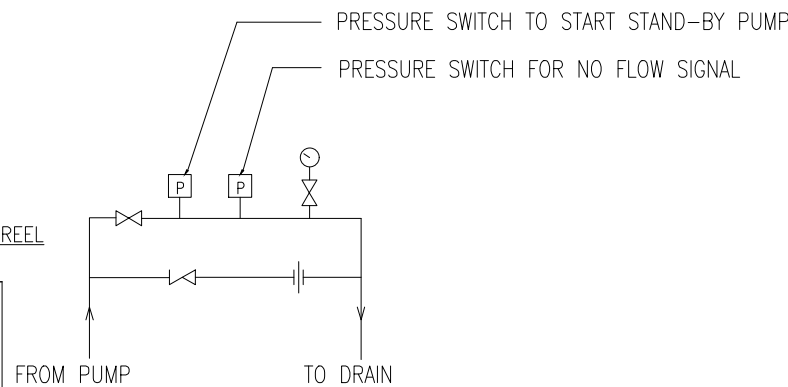 PRESSURE SWITCH TO START STAND-BY PUMP
PRESSURE SWITCH FOR NO FLOW SIGNAL
P P
REEL
FROM PUMP TO DRAIN